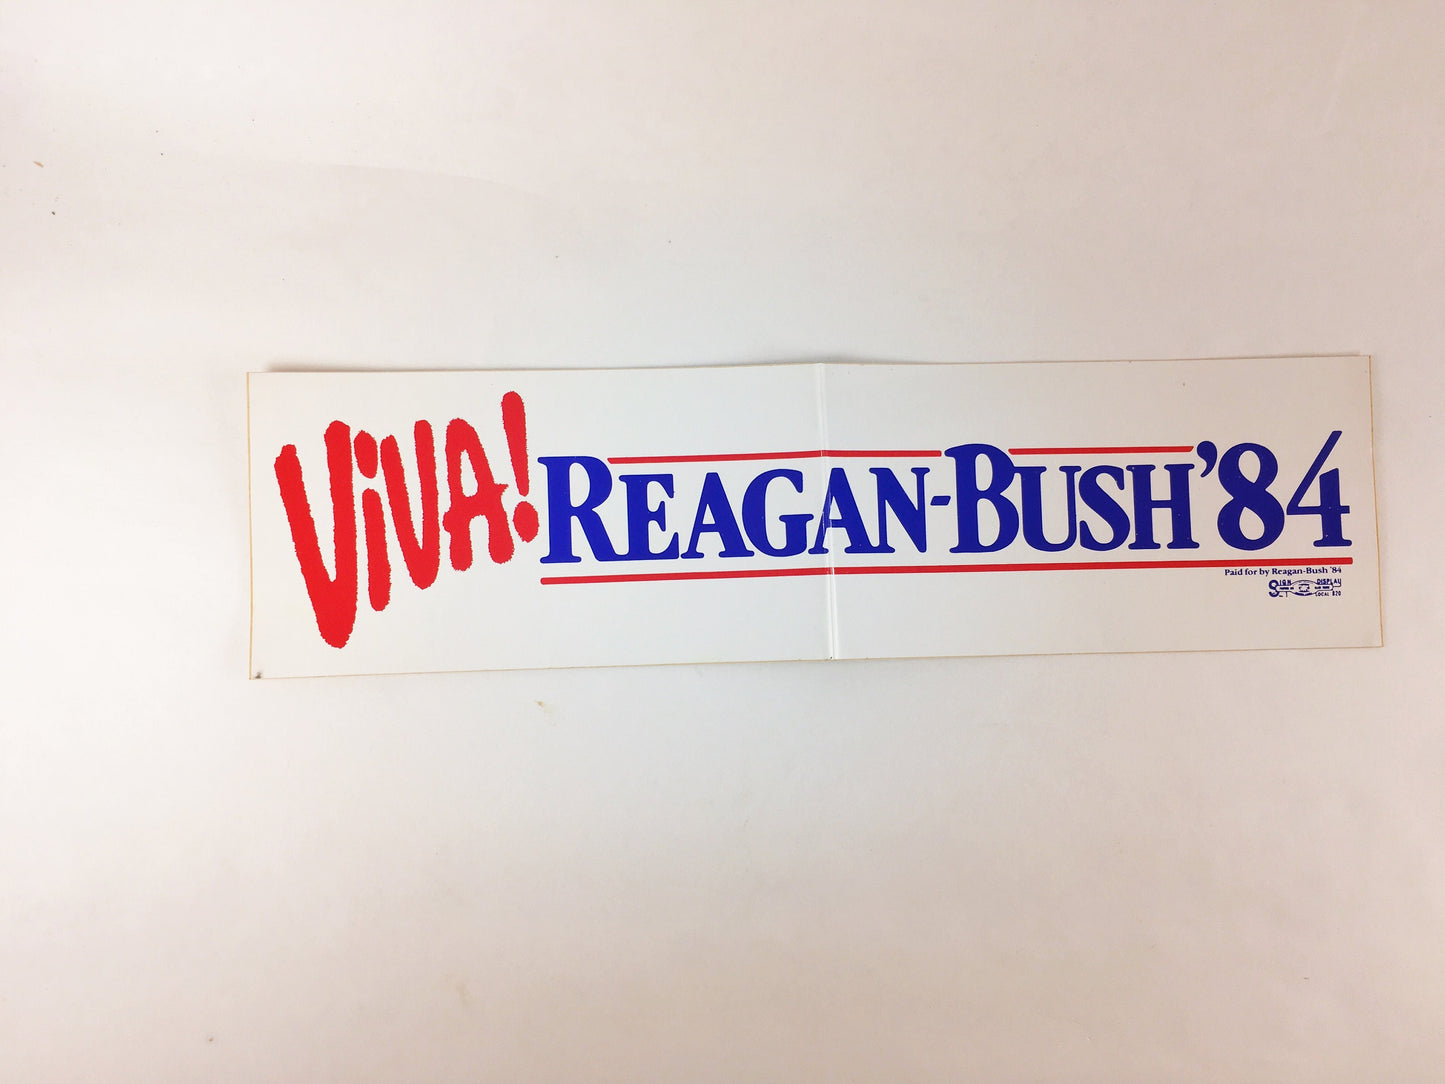 ViVA! REAGAN-BUSH '84
Paid for by Reagan-Bush '84
SIGN DISPLAY
LOCAL 820